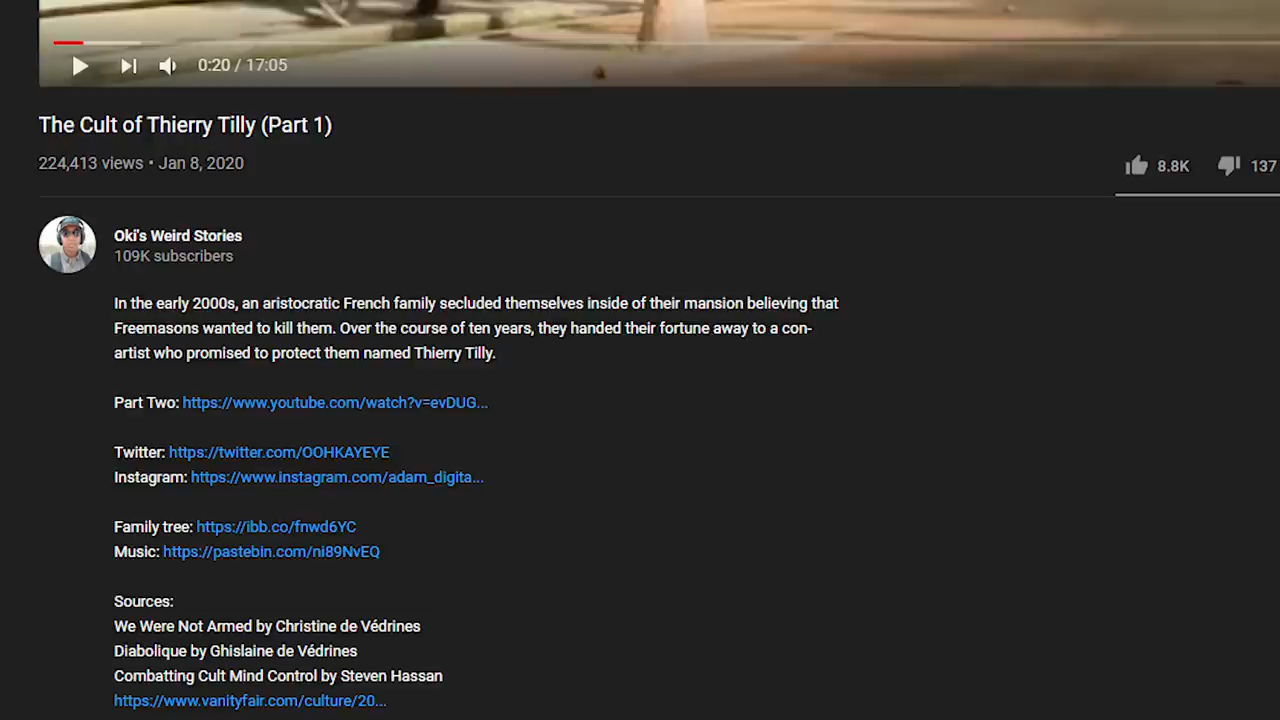 0:20 / 17:05
The Cult of Thierry Tilly (Part 1)
224,413 views • Jan 8, 2020
8.8K
137
Oki's Weird Stories
109K subscribers
In the early 2000s, an aristocratic French family secluded themselves inside of their mansion believing that
Freemasons wanted to kill them. Over the course of ten years, they handed their fortune away to a con-
artist who promised to protect them named Thierry Tilly.
Part Two: https://www.youtube.com/watch?v=evDUG...
Twitter: https://twitter.com/OOHKAYEYE
Instagram: https://www.instagram.com/adam_digita...
Family tree: https://ibb.co/fnwd6YC
Music: https://pastebin.com/ni89NvEQ
Sources:
We Were Not Armed by Christine de Védrines
Diabolique by Ghislaine de Védrines
Combatting Cult Mind Control by Steven Hassan
https://www.vanityfair.com/culture/20...